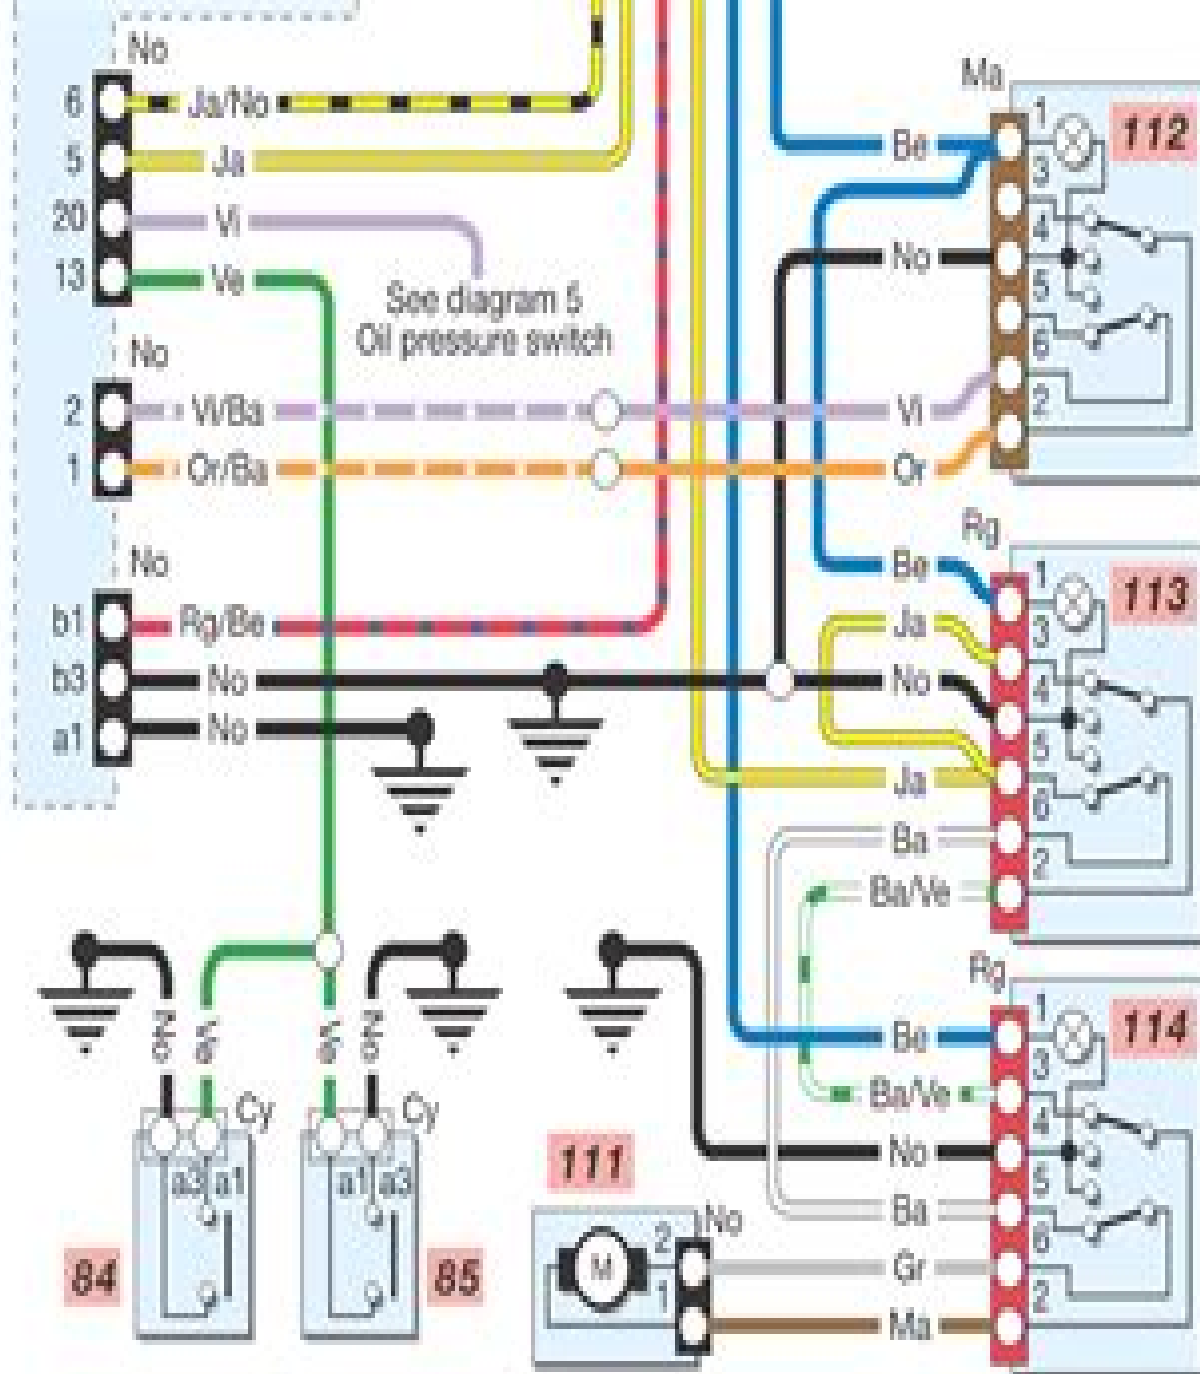 No
6 Ja/No
5 Ja
20 Vi
13 Ve
See diagram 5
Oil pressure switch
No
2 Vi/Ba
1 Or/Ba
No
b1 Rg/Be
b3 No
a1 No
Ma
Be
No
Vi
Or
1
3
4
5
6
2
112
Rg
Be
Ja
No
Ja
Ba
Ba/Ve
1
3
4
5
6
2
113
Rg
Be
Ba/Ve
No
Ba
Gr
Ma
1
3
4
5
6
2
114
No
Ve
Ve
No
Cy
Cy
a3 a1
a1 a3
84
85
111
No
M
2
1